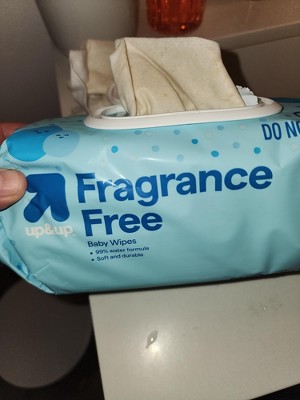 DO NO
Fragrance
Free
up&up
Baby Wipes
• 99% water formula
• Soft and durable